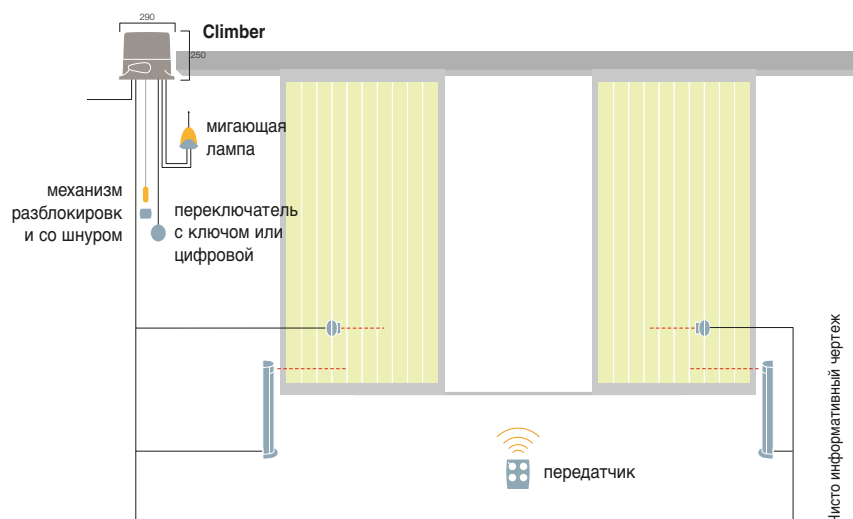 290
Climber
250
мигающая
лампа
механизм
разблокировк
и со шнуром
переключатель
с ключом или
цифровой
передатчик
Чисто информативный чертеж